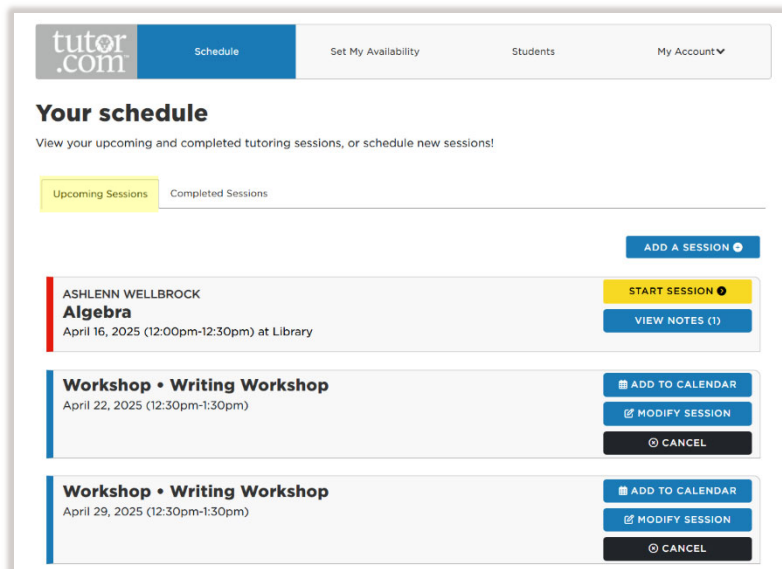 tutor
.com
Schedule
Set My Availability
Students
My Account
Your schedule
View your upcoming and completed tutoring sessions, or schedule new sessions!
Upcoming Sessions
Completed Sessions
ADD A SESSION
ASHLENN WELLBROCK
Algebra
April 16, 2025 (12:00pm-12:30pm) at Library
START SESSION
VIEW NOTES (1)
Workshop • Writing Workshop
April 22, 2025 (12:30pm-1:30pm)
ADD TO CALENDAR
MODIFY SESSION
CANCEL
Workshop • Writing Workshop
April 29, 2025 (12:30pm-1:30pm)
ADD TO CALENDAR
MODIFY SESSION
CANCEL